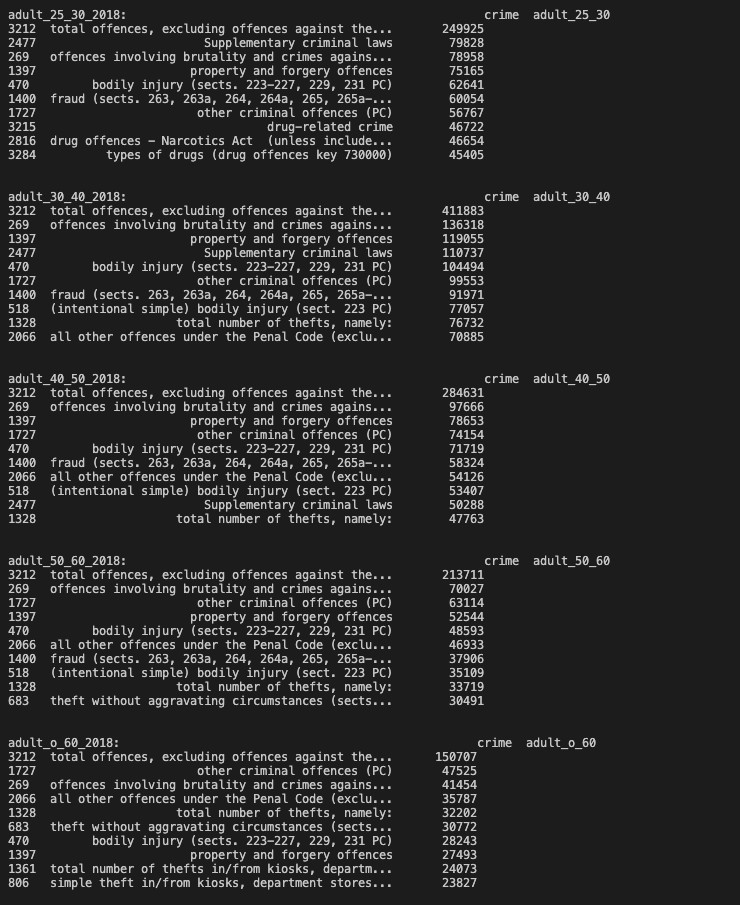 adult_25_30_2018: crime adult_25_30
3212 total offences, excluding offences against the... 249925
2477 Supplementary criminal laws 79828
269 offences involving brutality and crimes agains... 78958
1397 property and forgery offences 75165
470 bodily injury (sects. 223-227, 229, 231 PC) 62641
1400 fraud (sects. 263, 263a, 264, 264a, 265, 265a-... 60054
1727 other criminal offences (PC) 56767
3215 drug-related crime 46722
2816 drug offences - Narcotics Act (unless include... 46654
3284 types of drugs (drug offences key 730000) 45405
adult_30_40_2018: crime adult_30_40
3212 total offences, excluding offences against the... 411883
269 offences involving brutality and crimes agains... 136318
1397 property and forgery offences 119055
2477 Supplementary criminal laws 110737
470 bodily injury (sects. 223-227, 229, 231 PC) 104494
1727 other criminal offences (PC) 99553
1400 fraud (sects. 263, 263a, 264, 264a, 265, 265a-... 91971
518 (intentional simple) bodily injury (sect. 223 PC) 77057
1328 total number of thefts, namely: 76732
2066 all other offences under the Penal Code (exclu... 70885
adult_40_50_2018: crime adult_40_50
3212 total offences, excluding offences against the... 284631
269 offences involving brutality and crimes agains... 97666
1397 property and forgery offences 78653
1727 other criminal offences (PC) 74154
470 bodily injury (sects. 223-227, 229, 231 PC) 71719
1400 fraud (sects. 263, 263a, 264, 264a, 265, 265a-... 58324
2066 all other offences under the Penal Code (exclu... 54126
518 (intentional simple) bodily injury (sect. 223 PC) 53407
2477 Supplementary criminal laws 50288
1328 total number of thefts, namely: 47763
adult_50_60_2018: crime adult_50_60
3212 total offences, excluding offences against the... 213711
269 offences involving brutality and crimes agains... 70027
1727 other criminal offences (PC) 63114
1397 property and forgery offences 52544
470 bodily injury (sects. 223-227, 229, 231 PC) 48593
2066 all other offences under the Penal Code (exclu... 46933
1400 fraud (sects. 263, 263a, 264, 264a, 265, 265a-... 37906
518 (intentional simple) bodily injury (sect. 223 PC) 35109
1328 total number of thefts, namely: 33719
683 theft without aggravating circumstances (sects... 30491
adult_o_60_2018: crime adult_o_60
3212 total offences, excluding offences against the... 150707
1727 other criminal offences (PC) 47525
269 offences involving brutality and crimes agains... 41454
2066 all other offences under the Penal Code (exclu... 35787
1328 total number of thefts, namely: 32202
683 theft without aggravating circumstances (sects... 30772
470 bodily injury (sects. 223-227, 229, 231 PC) 28243
1397 property and forgery offences 27493
1361 total number of thefts in/from kiosks, departm... 24073
806 simple theft in/from kiosks, department stores... 23827